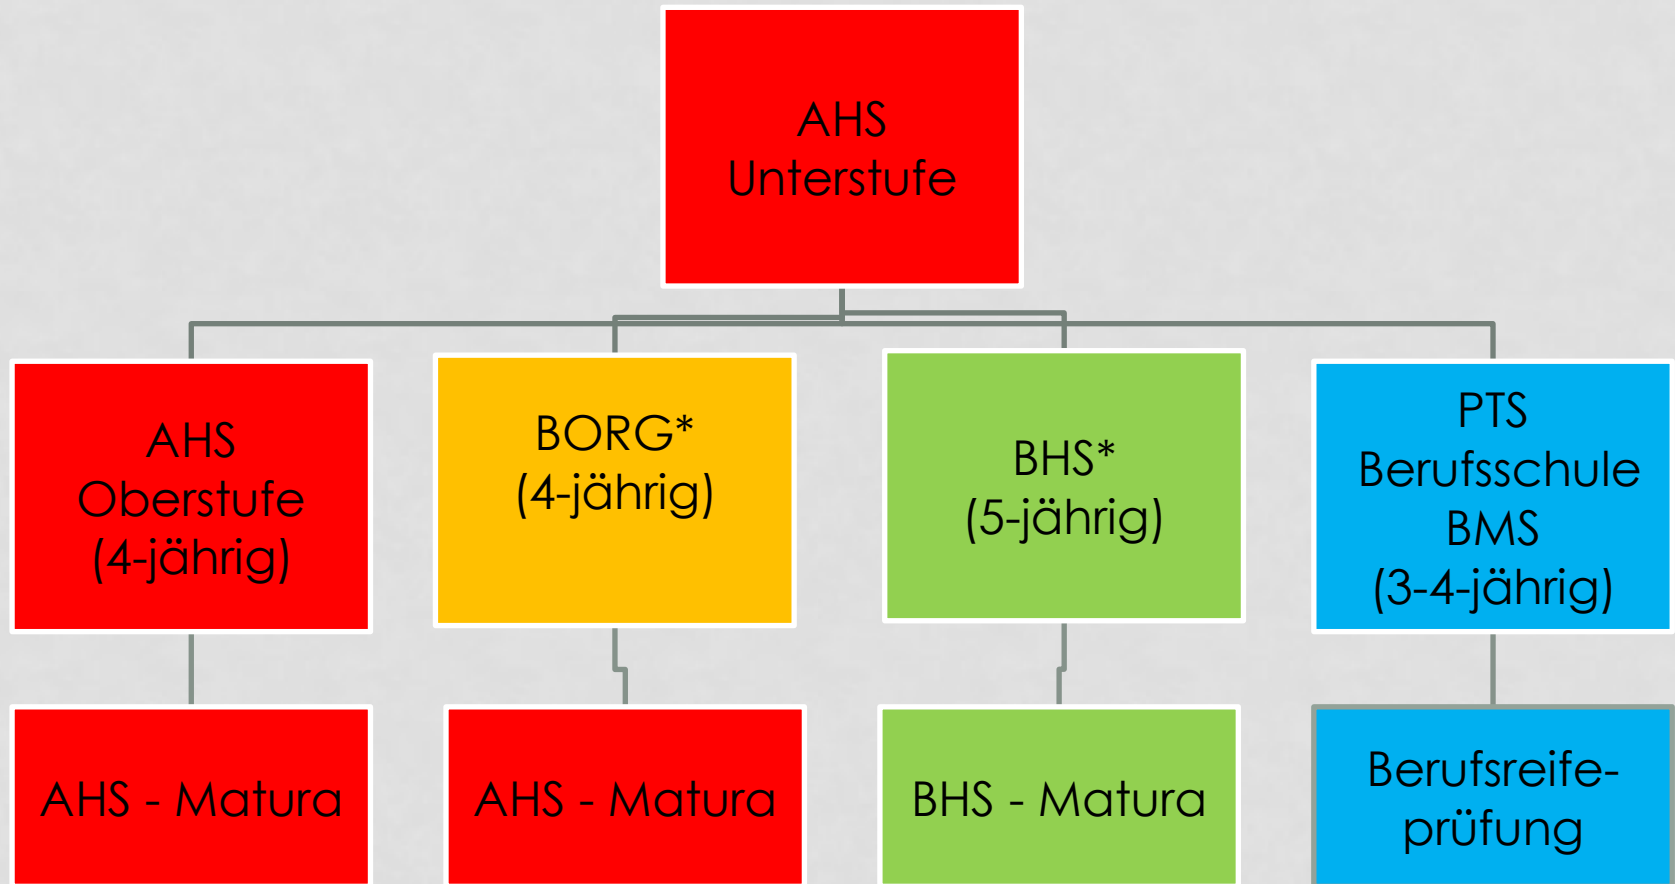 AHS
Unterstufe
AHS
Oberstufe
(4-jährig)
BORG*
(4-jährig)
BHS*
(5-jährig)
PTS
Berufsschule
BMS
(3-4-jährig)
AHS - Matura
AHS - Matura
BHS - Matura
Berufsreife-
prüfung